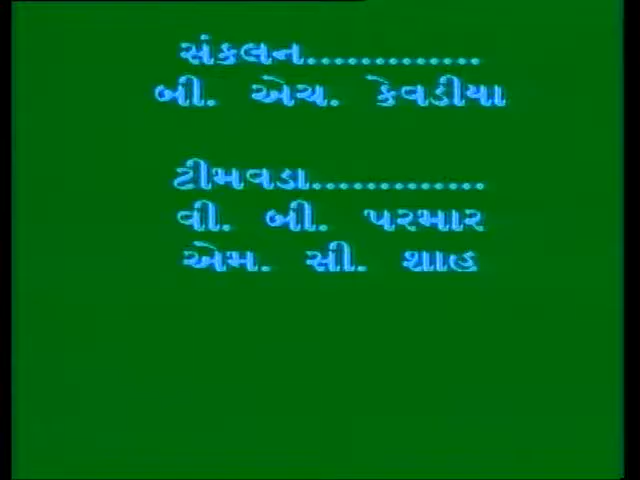 સંકલન.............
બી. એચ. કેવડીયા
ટીમવડા.............
વી. બી. પરમાર
એમ. સી. શાહ